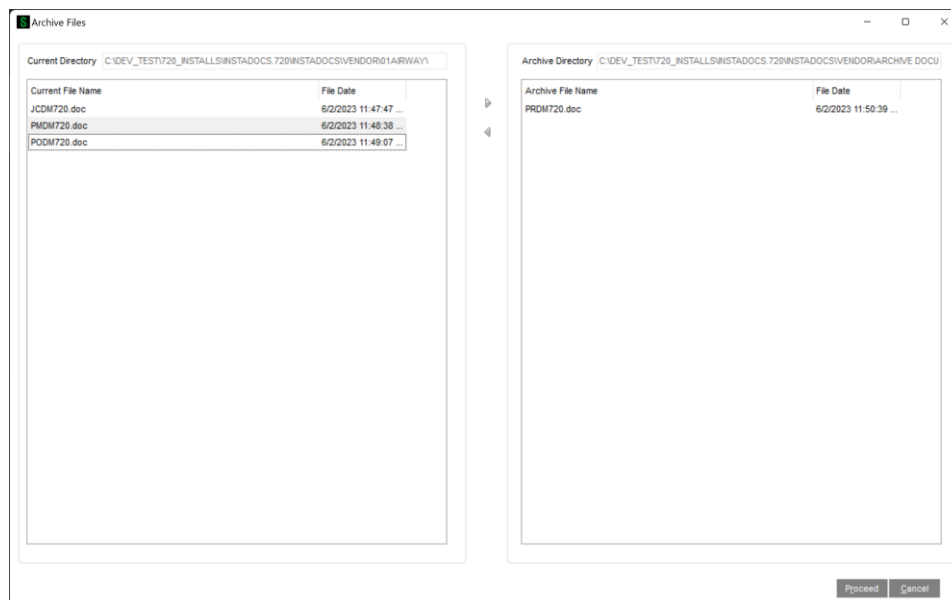 Archive Files
Current Directory C:\DEV_TEST\720_INSTALLS\INSTADOCS.720\INSTADOCS\VENDOR\01AIRWAY\
Current File Name File Date
JCDM720.doc 6/2/2023 11:47:47 ...
PMDM720.doc 6/2/2023 11:48:38 ...
PODM720.doc 6/2/2023 11:49:07 ...
Archive Directory C:\DEV_TEST\720_INSTALLS\INSTADOCS.720\INSTADOCS\VENDOR\ARCHIVE DOCU
Archive File Name File Date
PRDM720.doc 6/2/2023 11:50:39 ...
Proceed Cancel